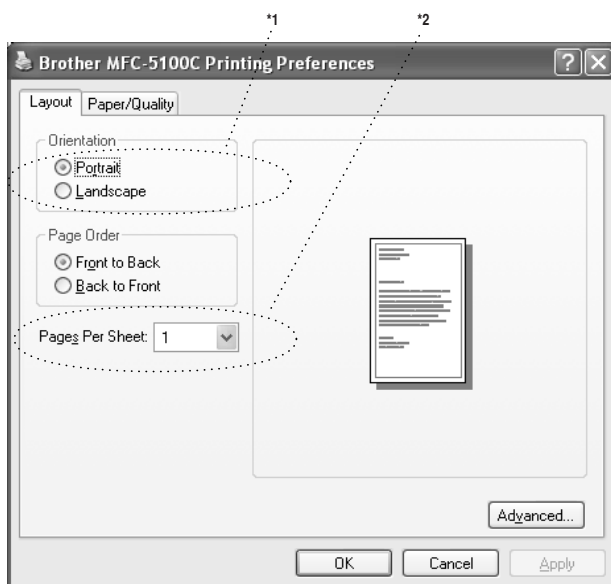 *1 *2
Brother MFC-5100C Printing Preferences
Layout Paper/Quality
Orientation
Portrait
Landscape
Page Order
Front to Back
Back to Front
Pages Per Sheet: 1
Advanced...
OK Cancel Apply